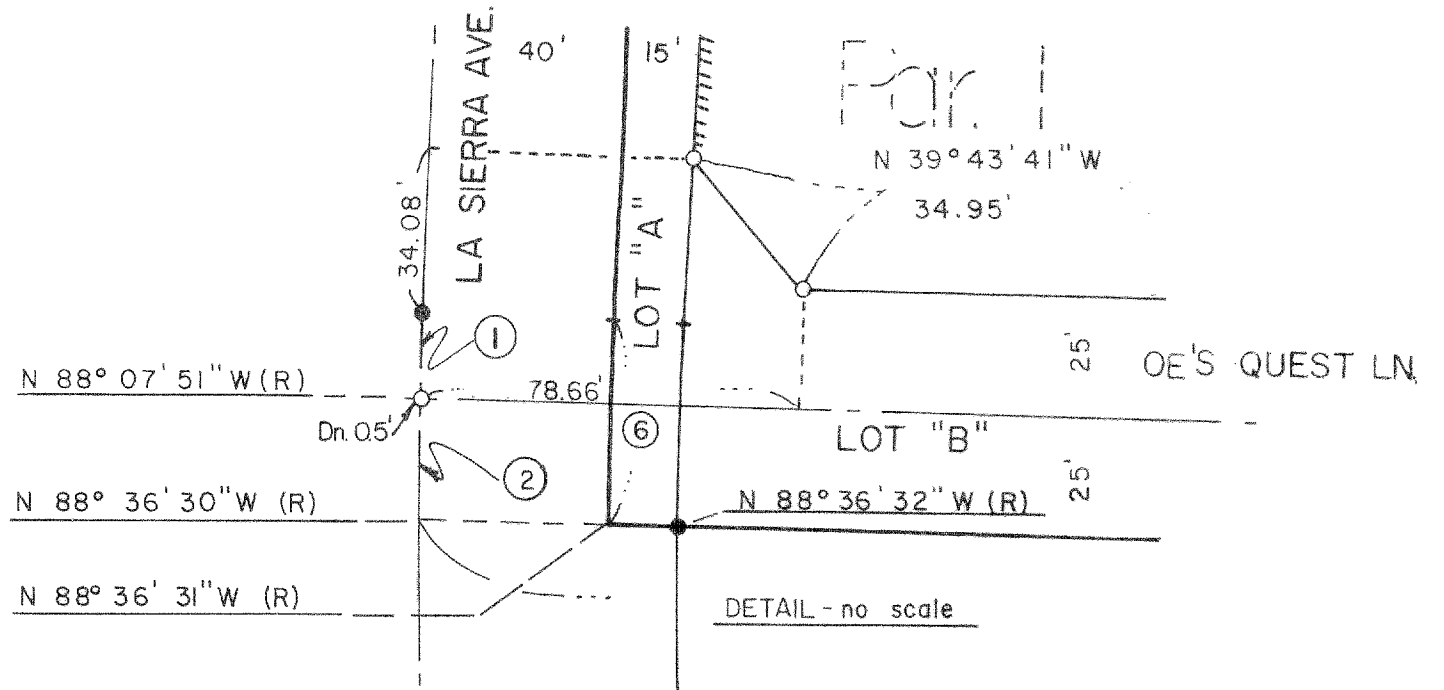 LA SIERRA AVE.
40'
15'
Par. 1
N 39° 43' 41" W
34.95'
34.08'
LOT "A"
1
25'
OE'S QUEST LN.
N 88° 07' 51" W (R)
78.66'
Dn. 0.5'
6
LOT "B"
2
25'
N 88° 36' 30" W (R)
N 88° 36' 32" W (R)
N 88° 36' 31" W (R)
DETAIL - no scale